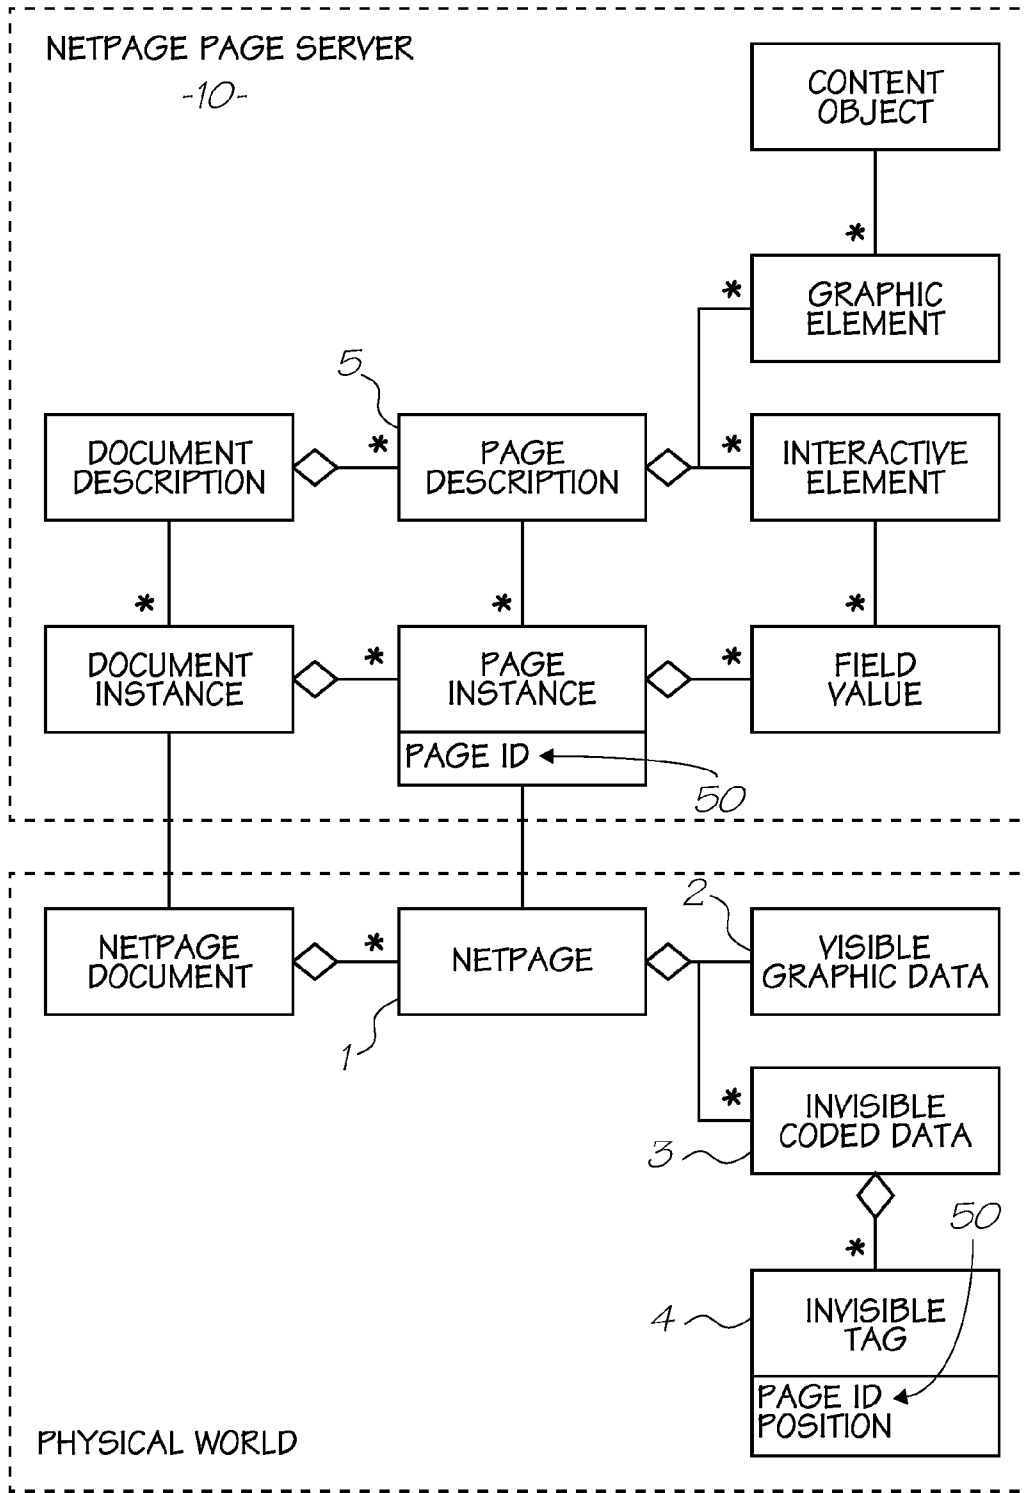 NETPAGE PAGE SERVER
-10-
CONTENT
OBJECT
*
*
GRAPHIC
ELEMENT
5
DOCUMENT
DESCRIPTION
*
PAGE
DESCRIPTION
*
INTERACTIVE
ELEMENT
*
*
*
DOCUMENT
INSTANCE
*
PAGE
INSTANCE
*
FIELD
VALUE
PAGE ID
50
2
NETPAGE
DOCUMENT
*
NETPAGE
VISIBLE
GRAPHIC DATA
1
*
INVISIBLE
CODED DATA
3
50
*
4
INVISIBLE
TAG
PAGE ID
POSITION
PHYSICAL WORLD